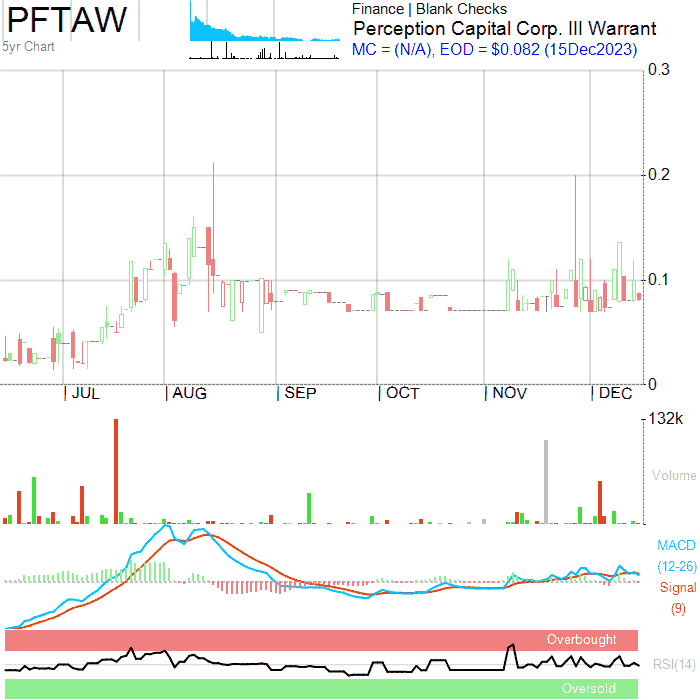 PFTAW
5yr Chart
Finance | Blank Checks
Perception Capital Corp. III Warrant
MC = (N/A), EOD = $0.082 (15Dec2023)
0.3
0.2
0.1
0
| JUL | AUG | SEP | OCT | NOV | DEC
132k
Volume
MACD
(12-26)
Signal
(9)
Overbought
RSI(14)
Oversold